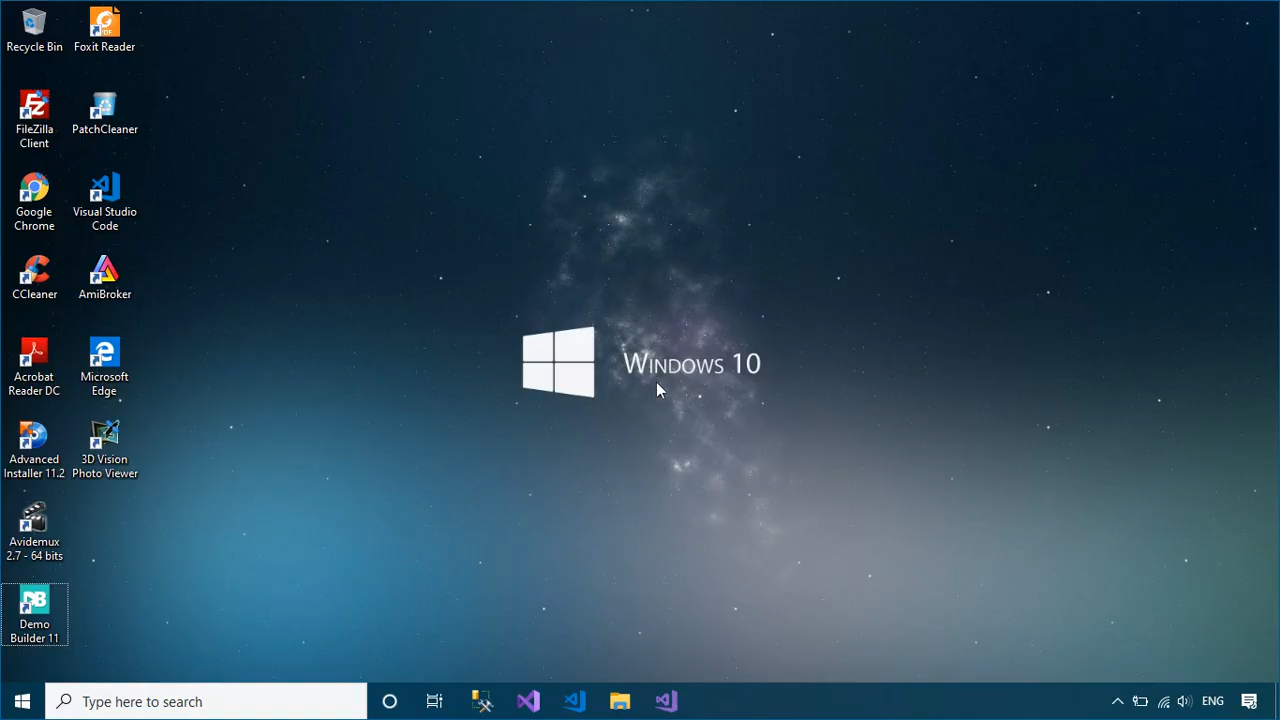 Recycle Bin
Foxit Reader
FileZilla
Client
PatchCleaner
Google
Chrome
Visual Studio
Code
CCleaner
AmiBroker
Acrobat
Reader DC
Microsoft
Edge
Advanced
Installer 11.2
3D Vision
Photo Viewer
Avidemux
2.7 - 64 bits
DB
Demo
Builder 11
WINDOWS 10
Type here to search
ENG